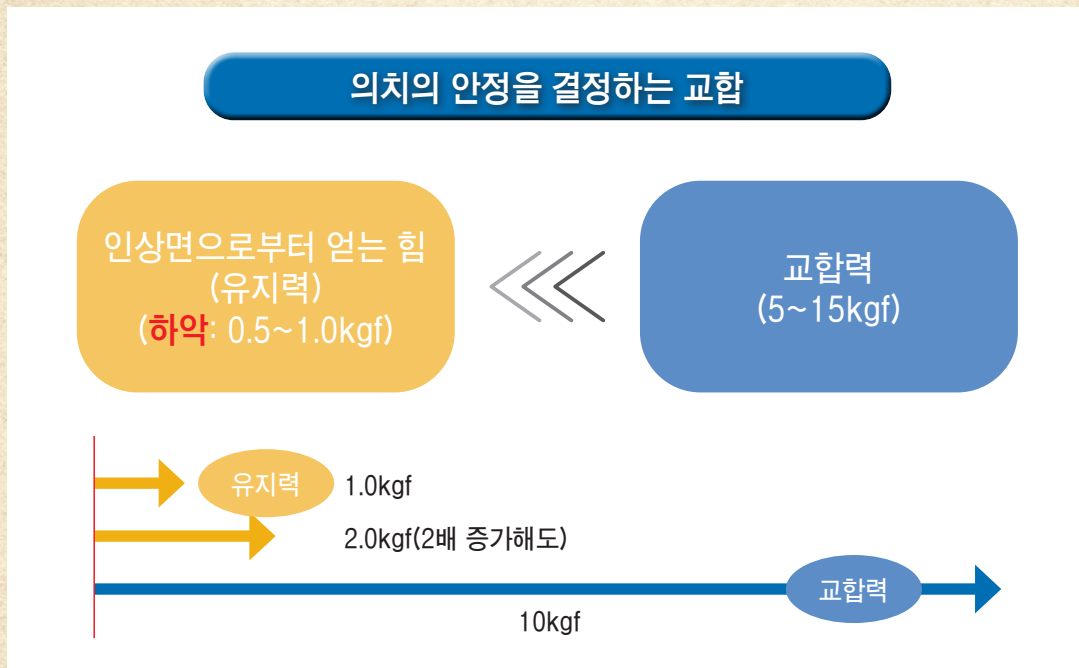 의치의 안정을 결정하는 교합
인상면으로부터 얻는 힘
(유지력)
(하악: 0.5~1.0kgf)
교합력
(5~15kgf)
유지력
1.0kgf
2.0kgf(2배 증가해도)
교합력
10kgf